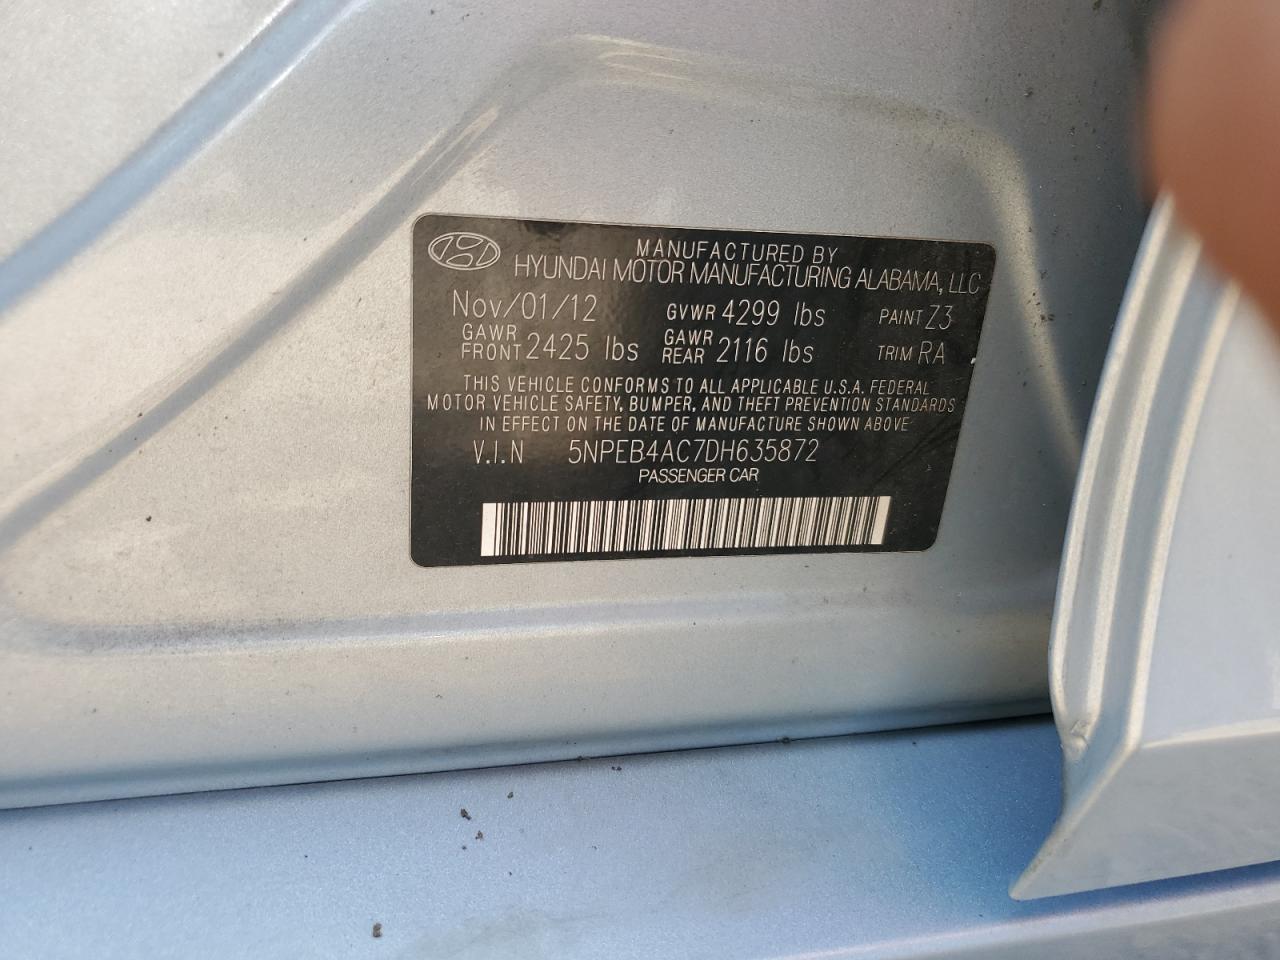 MANUFACTURED BY
HYUNDAI MOTOR MANUFACTURING ALABAMA, LLC
Nov/01/12 GVWR 4299 lbs PAINT Z3
GAWR FRONT 2425 lbs GAWR REAR 2116 lbs TRIM RA
THIS VEHICLE CONFORMS TO ALL APPLICABLE U.S.A. FEDERAL
MOTOR VEHICLE SAFETY, BUMPER, AND THEFT PREVENTION STANDARDS
IN EFFECT ON THE DATE OF MANUFACTURE SHOWN ABOVE
V.I.N 5NPEB4AC7DH635872
PASSENGER CAR